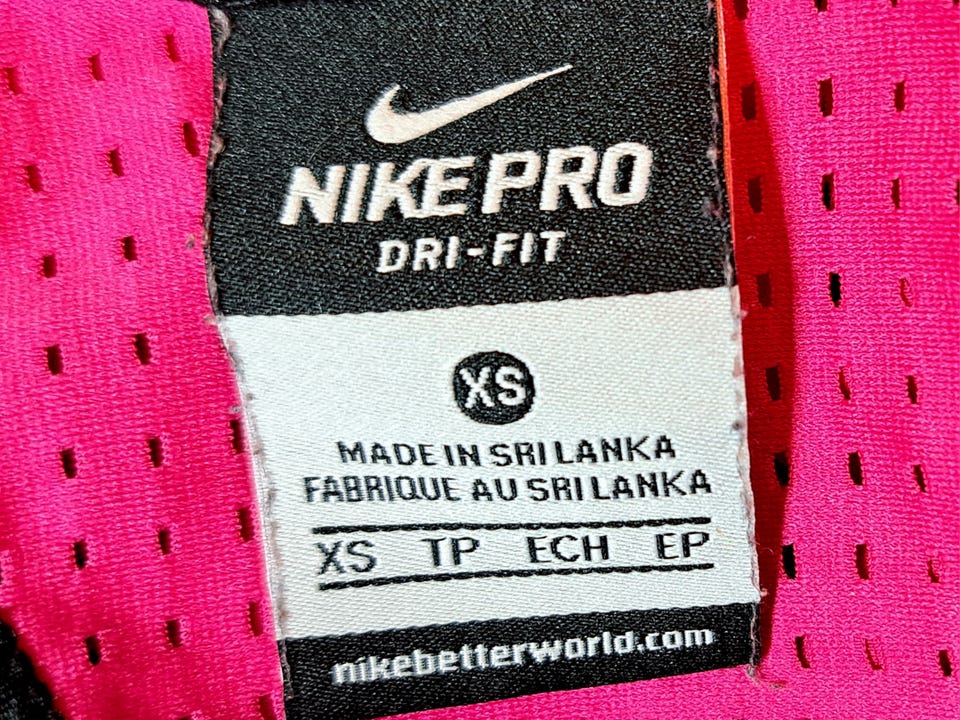 NIKE PRO
DRI-FIT
XS
MADE IN SRI LANKA
FABRIQUE AU SRI LANKA
XS TP ECH EP
nikebetterworld.com